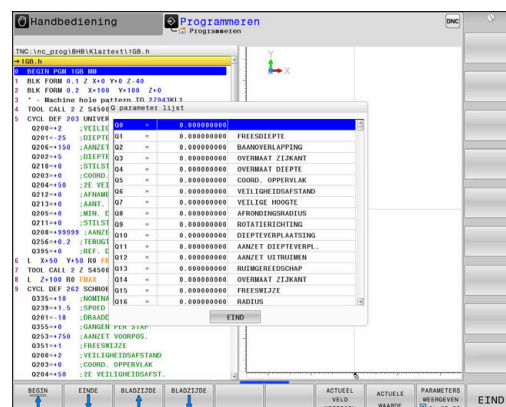 Handbediening
Programmeren
Programmeren
DNC
TNC:\nc_prog\BHB\Klartext\1GB.h
→1GB.h
0 BEGIN PGM 1GB MM
1 BLK FORM 0.1 Z X+0 Y+0 Z-40
2 BLK FORM 0.2 X+100 Y+100 Z+0
3 * - Machine hole pattern ID 27943KL1
4 TOOL CALL 2 Z S4500
5 CYCL DEF 203 UNIVER
Q200=+2 ;VEILIG
Q201=-25 ;DIEPTE
Q206=+150 ;AANZET
Q202=+5 ;DIEPTE
Q210=+0 ;STILST
Q203=+0 ;COORD.
Q204=+50 ;2E VEI
Q212=+0 ;AFNAME
Q213=+0 ;AANT.
Q205=+0 ;MIN. D
Q211=+0 ;STILST
Q208=+99999 ;AANZET
Q256=+0.2 ;TERUGT
Q395=+0 ;REF. D
6 L X+50 Y+50 R0 FM
7 TOOL CALL 2 Z S4500
8 L Z+100 R0 FMAX
9 CYCL DEF 262 SCHROE
Q335=+10 ;NOMINA
Q239=+1.5 ;SPOED
Q201=-18 ;DRAADD
Q355=+0 ;GANGEN PER STAP
Q253=+750 ;AANZET VOORPOS.
Q351=+1 ;FREESWIJZE
Q200=+2 ;VEILIGHEIDSAFSTAND
Q203=+0 ;COORD. OPPERVLAK
Q204=+50 ;2E VEILIGHEIDSAFST.
Y
X
Q parameter lijst
Q0 = 0.000000000
Q1 = 0.000000000 FREESDIEPTE
Q2 = 0.000000000 BAANOVERLAPPING
Q3 = 0.000000000 OVERMAAT ZIJKANT
Q4 = 0.000000000 OVERMAAT DIEPTE
Q5 = 0.000000000 COORD. OPPERVLAK
Q6 = 0.000000000 VEILIGHEIDSAFSTAND
Q7 = 0.000000000 VEILIGE HOOGTE
Q8 = 0.000000000 AFRONDINGSRADIUS
Q9 = 0.000000000 ROTATIERICHTING
Q10 = 0.000000000 DIEPTEVERPLAATSING
Q11 = 0.000000000 AANZET DIEPTEVERPL.
Q12 = 0.000000000 AANZET UITRUIMEN
Q13 = 0.000000000 RUIMGEREEDSCHAP
Q14 = 0.000000000 OVERMAAT ZIJKANT
Q15 = 0.000000000 FREESWIJZE
Q16 = 0.000000000 RADIUS
EIND
BEGIN
EINDE
BLADZIJDE
BLADZIJDE
ACTUEEL
VELD
ACTUELE
WAARDE
PARAMETERS
WEERGEVEN
EIND